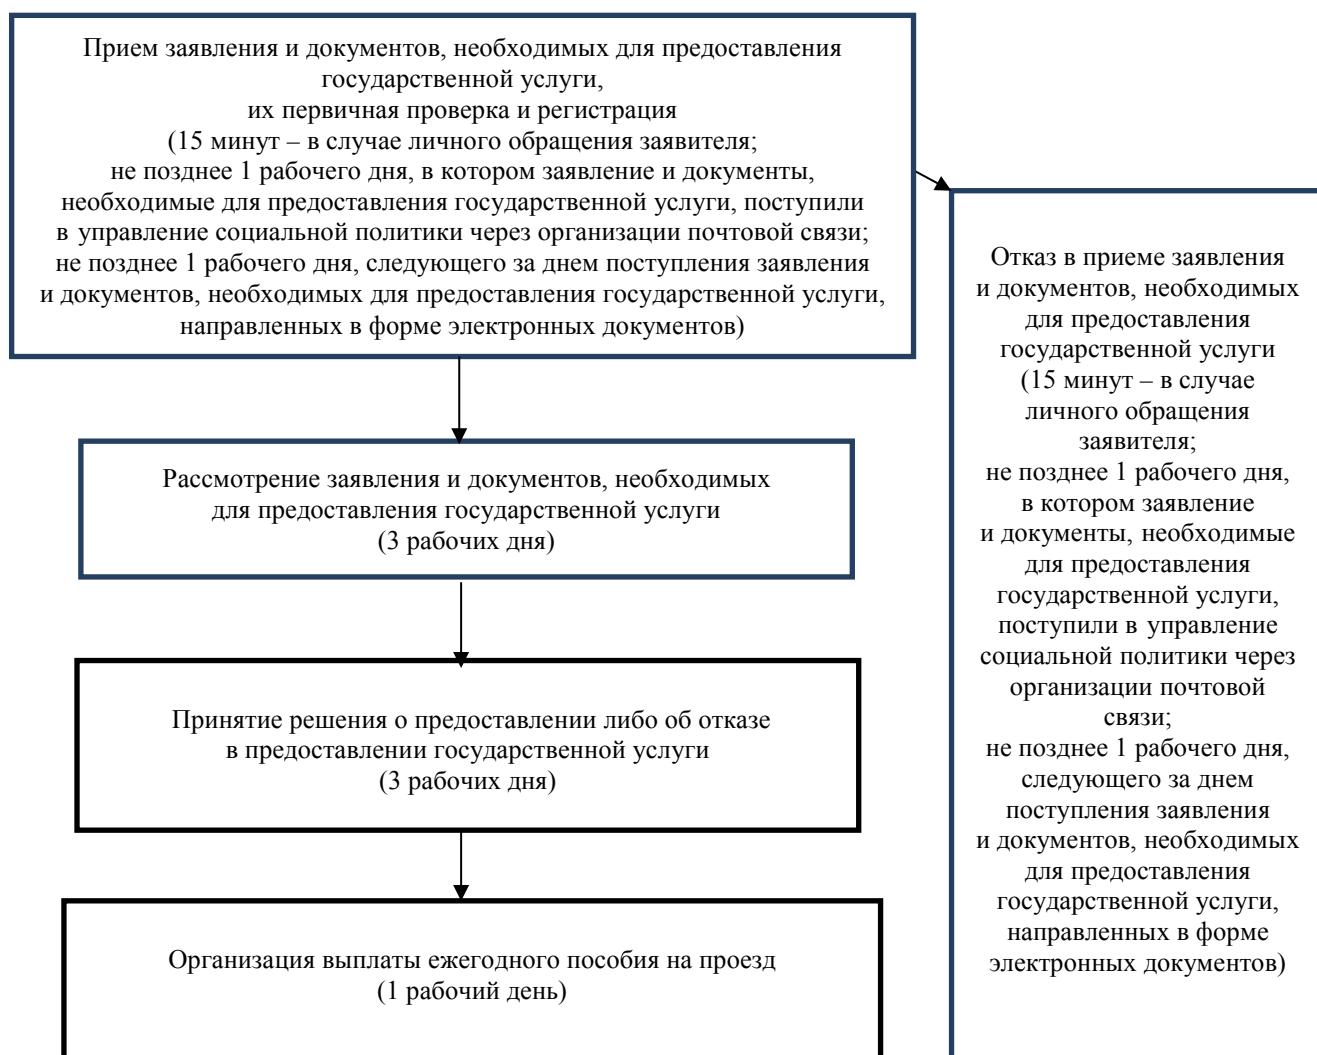 Прием заявления и документов, необходимых для предоставления
государственной услуги,
их первичная проверка и регистрация
(15 минут – в случае личного обращения заявителя;
не позднее 1 рабочего дня, в котором заявление и документы,
необходимые для предоставления государственной услуги, поступили
в управление социальной политики через организации почтовой связи;
не позднее 1 рабочего дня, следующего за днем поступления заявления
и документов, необходимых для предоставления государственной услуги,
направленных в форме электронных документов)
Отказ в приеме заявления
и документов, необходимых
для предоставления
государственной услуги
(15 минут – в случае
личного обращения
заявителя;
не позднее 1 рабочего дня,
в котором заявление
и документы, необходимые
для предоставления
государственной услуги,
поступили в управление
социальной политики через
организации почтовой
связи;
не позднее 1 рабочего дня,
следующего за днем
поступления заявления
и документов, необходимых
для предоставления
государственной услуги,
направленных в форме
электронных документов)
Рассмотрение заявления и документов, необходимых
для предоставления государственной услуги
(3 рабочих дня)
Принятие решения о предоставлении либо об отказе
в предоставлении государственной услуги
(3 рабочих дня)
Организация выплаты ежегодного пособия на проезд
(1 рабочий день)